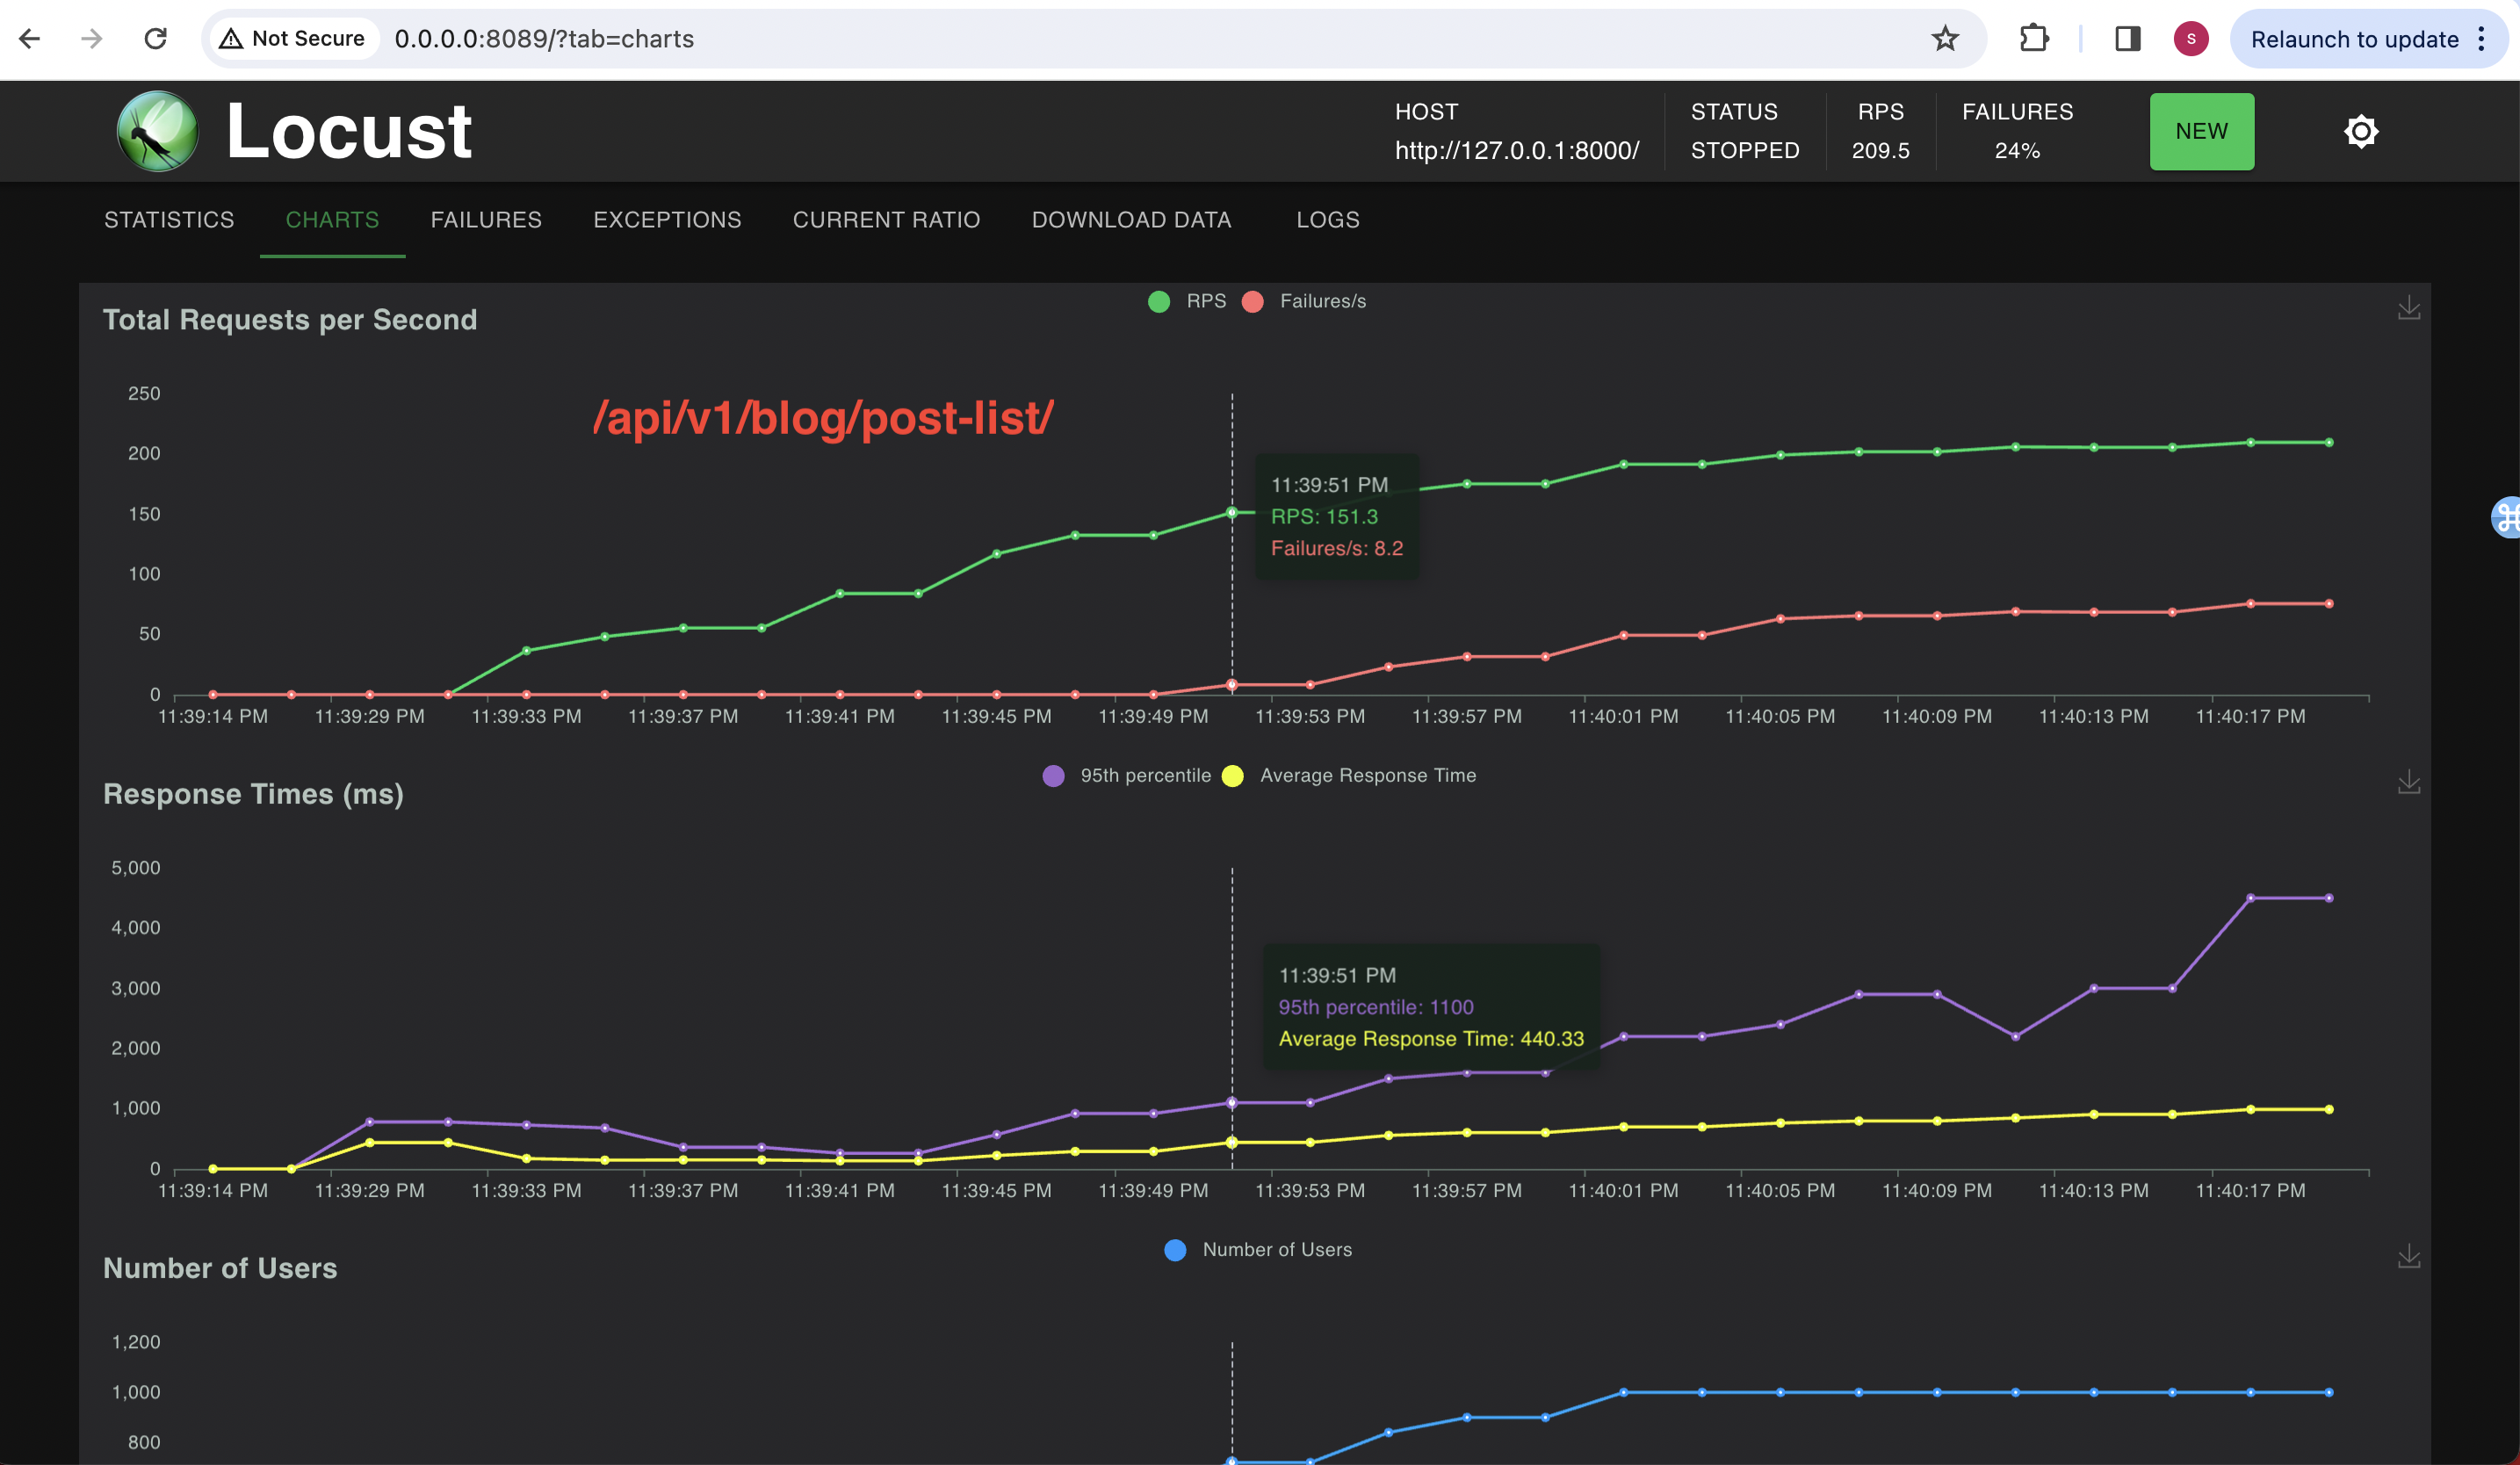 Not Secure 0.0.0.0:8089/?tab=charts S Relaunch to update
Locust
HOST
http://127.0.0.1:8000/
STATUS
STOPPED
RPS
209.5
FAILURES
24%
NEW
STATISTICS CHARTS FAILURES EXCEPTIONS CURRENT RATIO DOWNLOAD DATA LOGS
Total Requests per Second
RPS Failures/s
/api/v1/blog/post-list/
250
200
150
100
50
0
11:39:51 PM
RPS: 151.3
Failures/s: 8.2
11:39:14 PM 11:39:29 PM 11:39:33 PM 11:39:37 PM 11:39:41 PM 11:39:45 PM 11:39:49 PM 11:39:53 PM 11:39:57 PM 11:40:01 PM 11:40:05 PM 11:40:09 PM 11:40:13 PM 11:40:17 PM
Response Times (ms)
95th percentile Average Response Time
5,000
4,000
3,000
2,000
1,000
0
11:39:51 PM
95th percentile: 1100
Average Response Time: 440.33
11:39:14 PM 11:39:29 PM 11:39:33 PM 11:39:37 PM 11:39:41 PM 11:39:45 PM 11:39:49 PM 11:39:53 PM 11:39:57 PM 11:40:01 PM 11:40:05 PM 11:40:09 PM 11:40:13 PM 11:40:17 PM
Number of Users
Number of Users
1,200
1,000
800